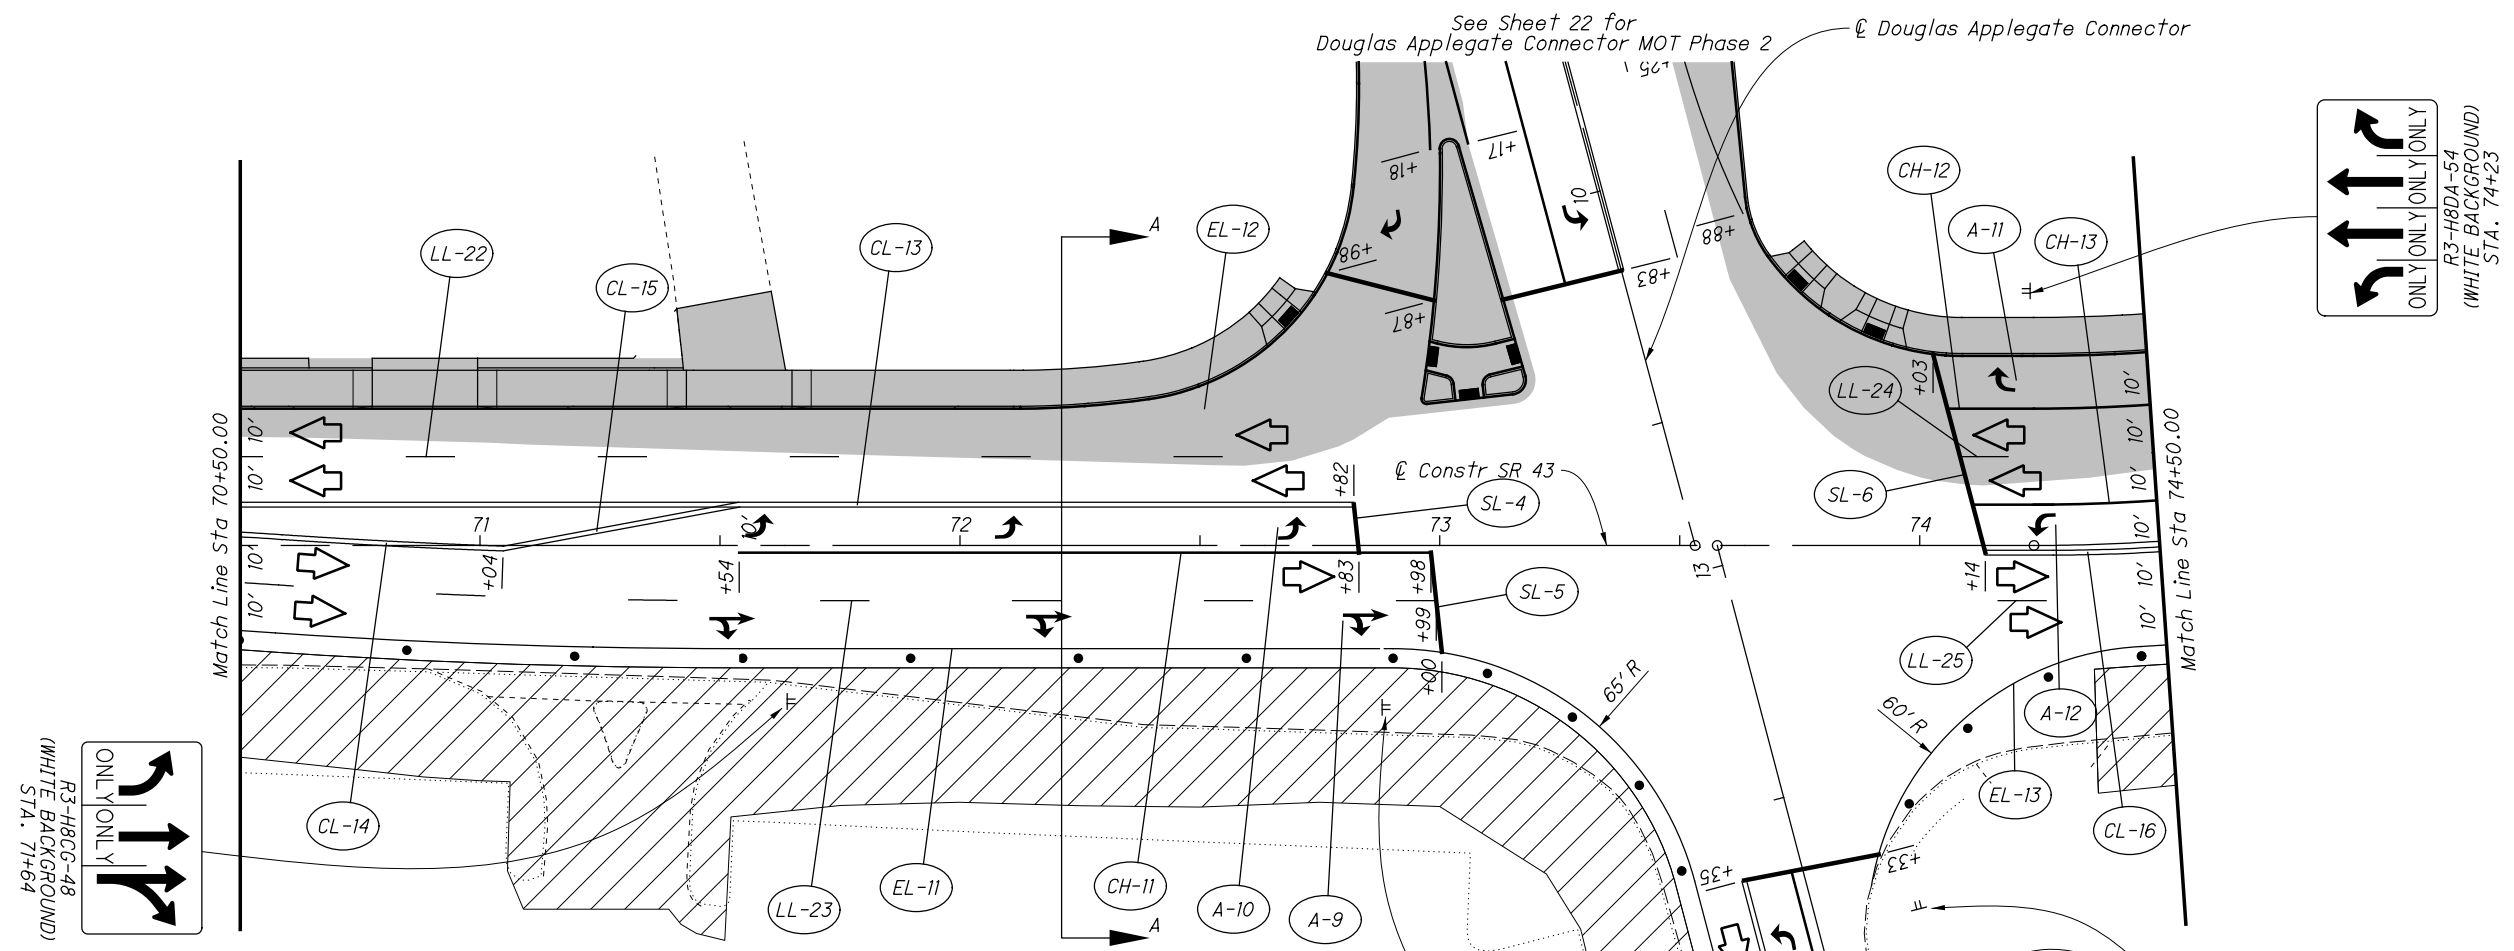 See Sheet 22 for
Douglas Applegate Connector MOT Phase 2
℄ Douglas Applegate Connector
+25
+17
+18
10
+88
+98
+83
+87
ONLY ONLY ONLY ONLY
R3-H8DA-54
(WHITE BACKGROUND)
STA. 74+23
CH-12
A-11
CH-13
A
EL-12
CL-13
LL-22
CL-15
LL-24
+03
10'
10'
10'
10'
10'
10'
Match Line Sta 74+50.00
Match Line Sta 70+50.00
10'
10'
10'
10'
10'
℄ Constr SR 43
+82
SL-4
SL-6
71
72
73
74
+04
+54
+83
+98
+99
+00
SL-5
13
+14
LL-25
A-12
65' R
60' R
EL-13
CL-16
ONLY ONLY
R3-H8CG-48
(WHITE BACKGROUND)
STA. 71+64
CL-14
LL-23
EL-11
CH-11
A-10
A-9
A
+35
+33